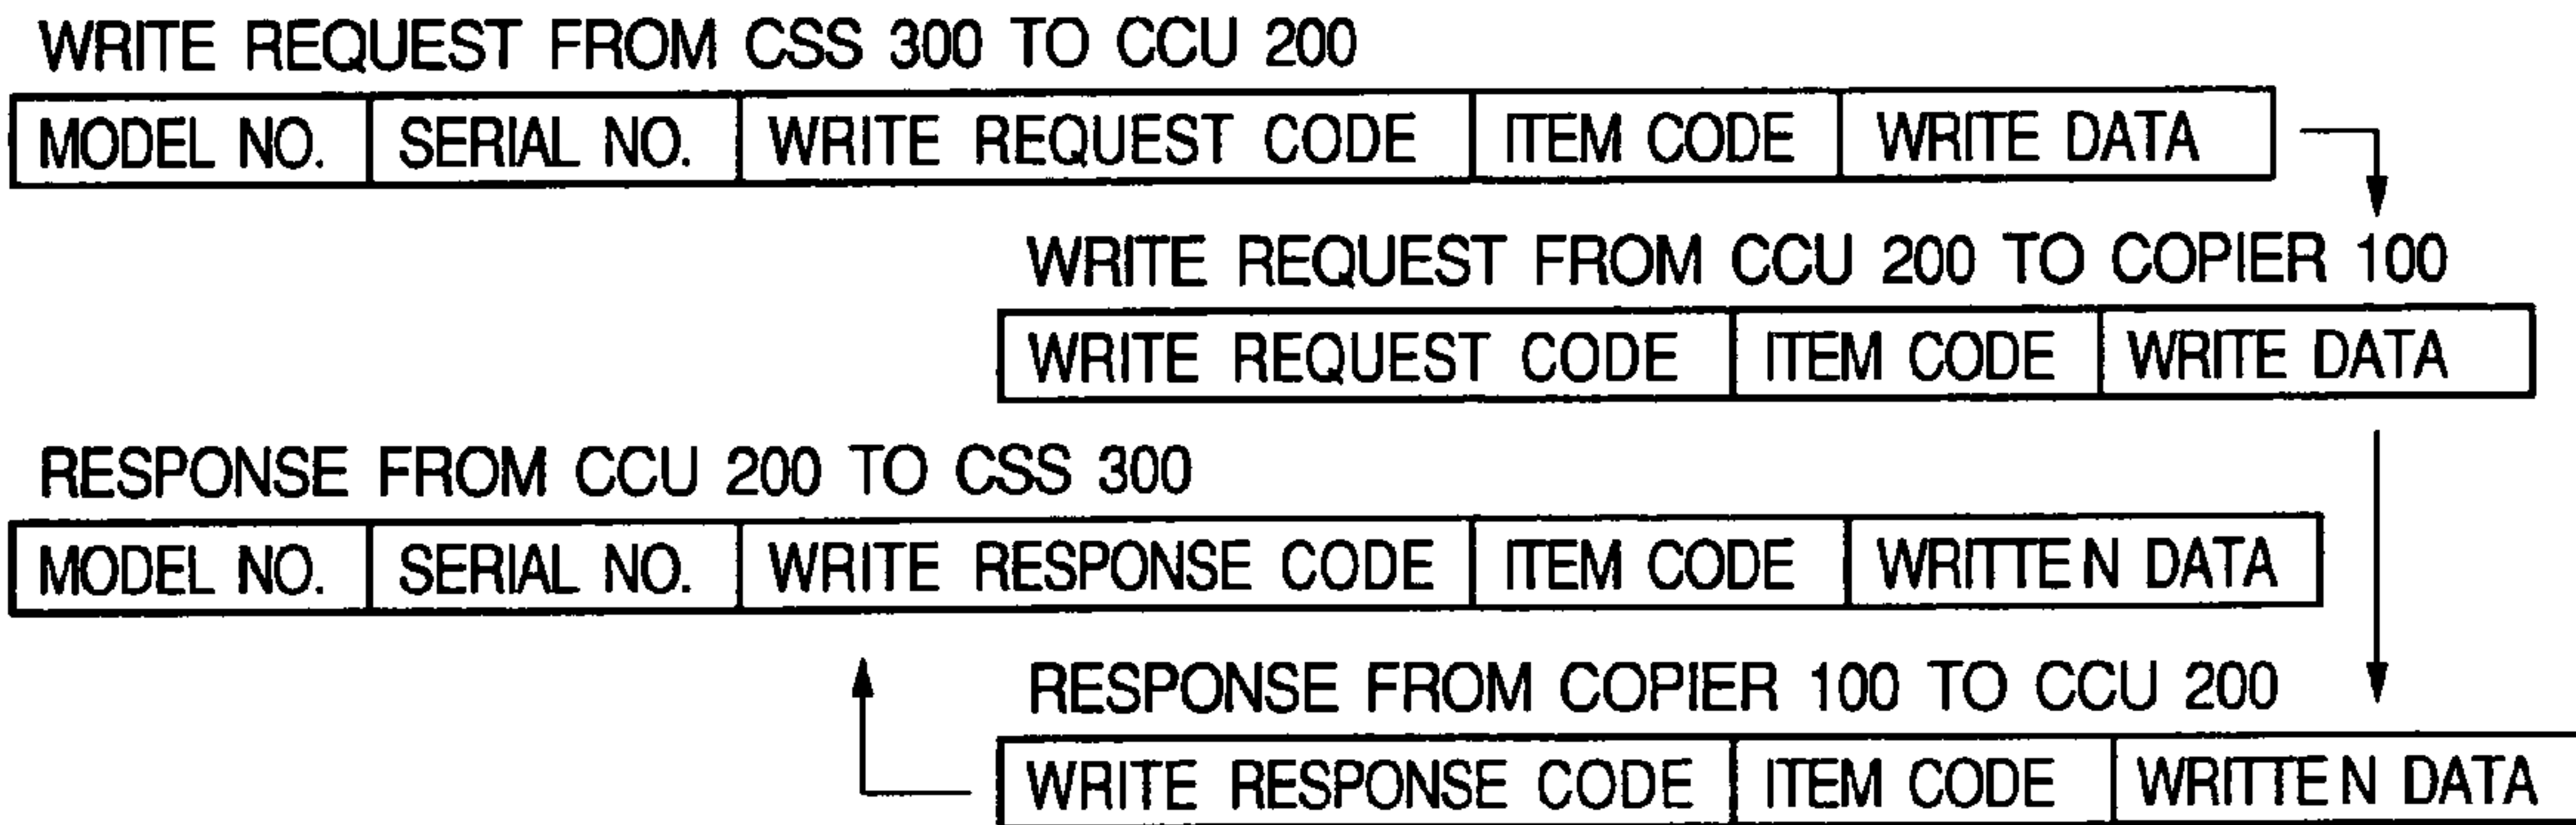 WRITE REQUEST FROM CSS 300 TO CCU 200
MODEL NO. SERIAL NO. WRITE REQUEST CODE ITEM CODE WRITE DATA
WRITE REQUEST FROM CCU 200 TO COPIER 100
WRITE REQUEST CODE ITEM CODE WRITE DATA
RESPONSE FROM CCU 200 TO CSS 300
MODEL NO. SERIAL NO. WRITE RESPONSE CODE ITEM CODE WRITTEN DATA
RESPONSE FROM COPIER 100 TO CCU 200
WRITE RESPONSE CODE ITEM CODE WRITTEN DATA